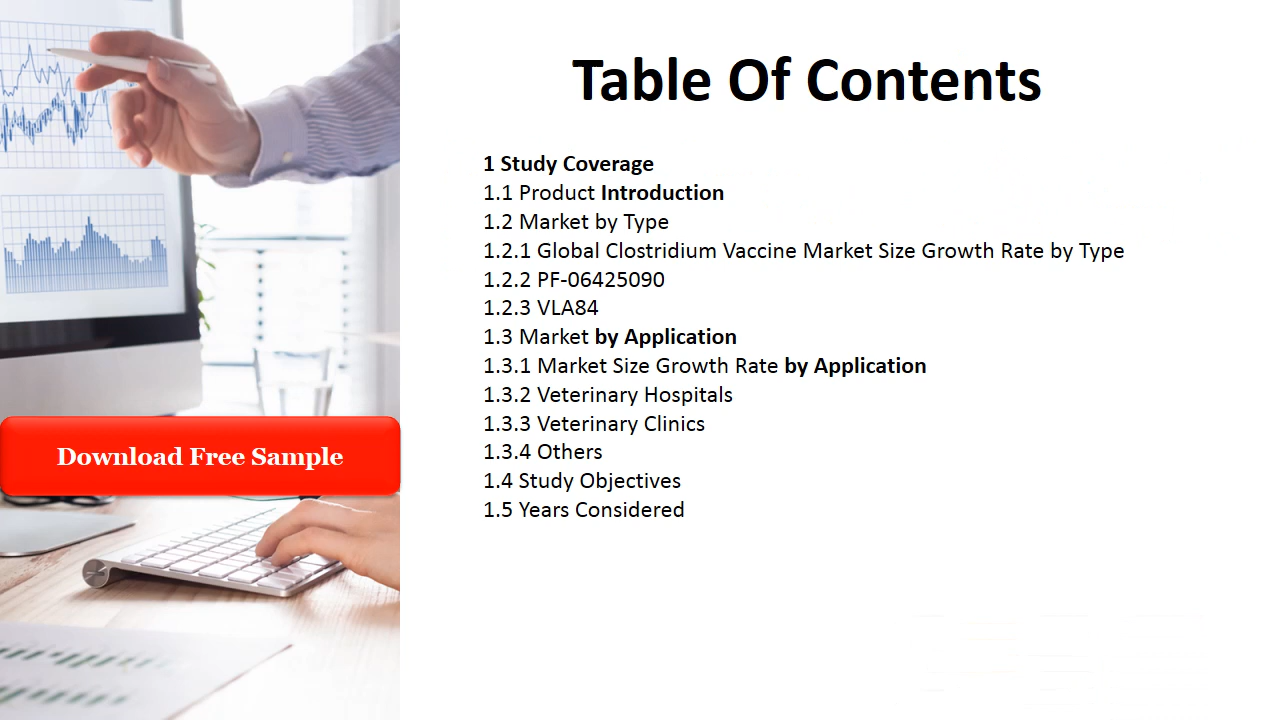 Table Of Contents
1 Study Coverage
1.1 Product Introduction
1.2 Market by Type
1.2.1 Global Clostridium Vaccine Market Size Growth Rate by Type
1.2.2 PF-06425090
1.2.3 VLA84
1.3 Market by Application
1.3.1 Market Size Growth Rate by Application
1.3.2 Veterinary Hospitals
1.3.3 Veterinary Clinics
1.3.4 Others
1.4 Study Objectives
1.5 Years Considered
Download Free Sample